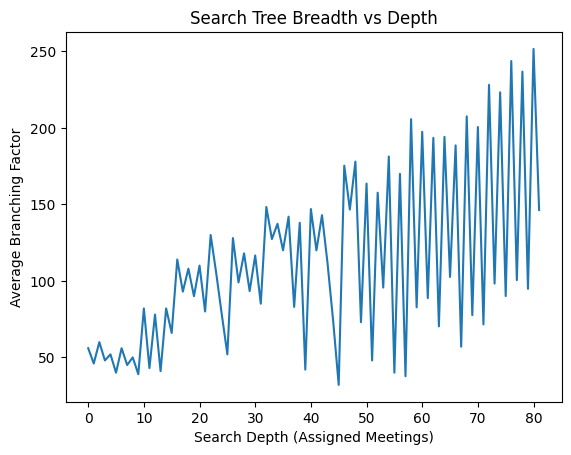 Search Tree Breadth vs Depth
Average Branching Factor
250
200
150
100
50
0 10 20 30 40 50 60 70 80
Search Depth (Assigned Meetings)